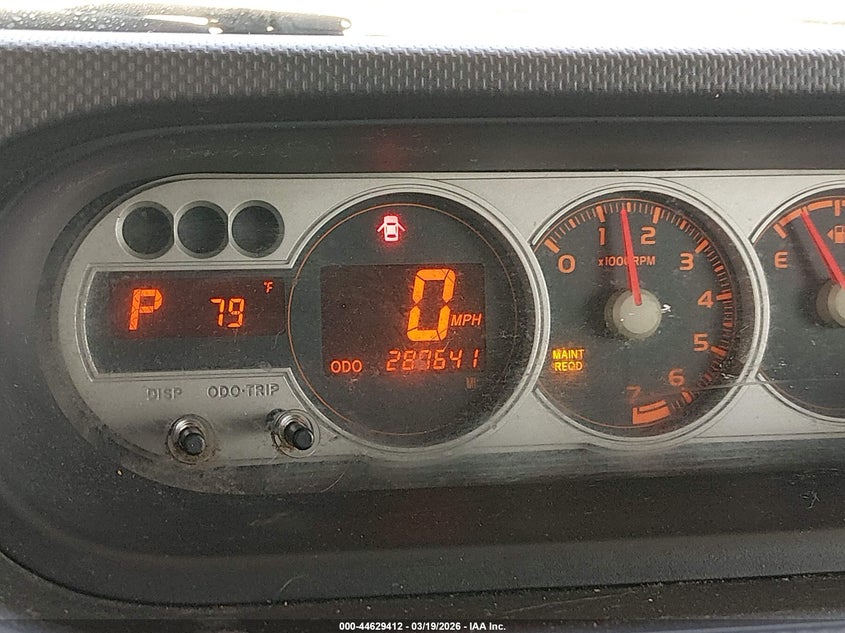 P 79 °F
0 MPH
ODO 287641
MI
DISP ODO·TRIP
0 1 2 3 4 5 6 7
x1000RPM
MAINT
REQD
E
000-44629412 - 03/19/2026 - IAA Inc.